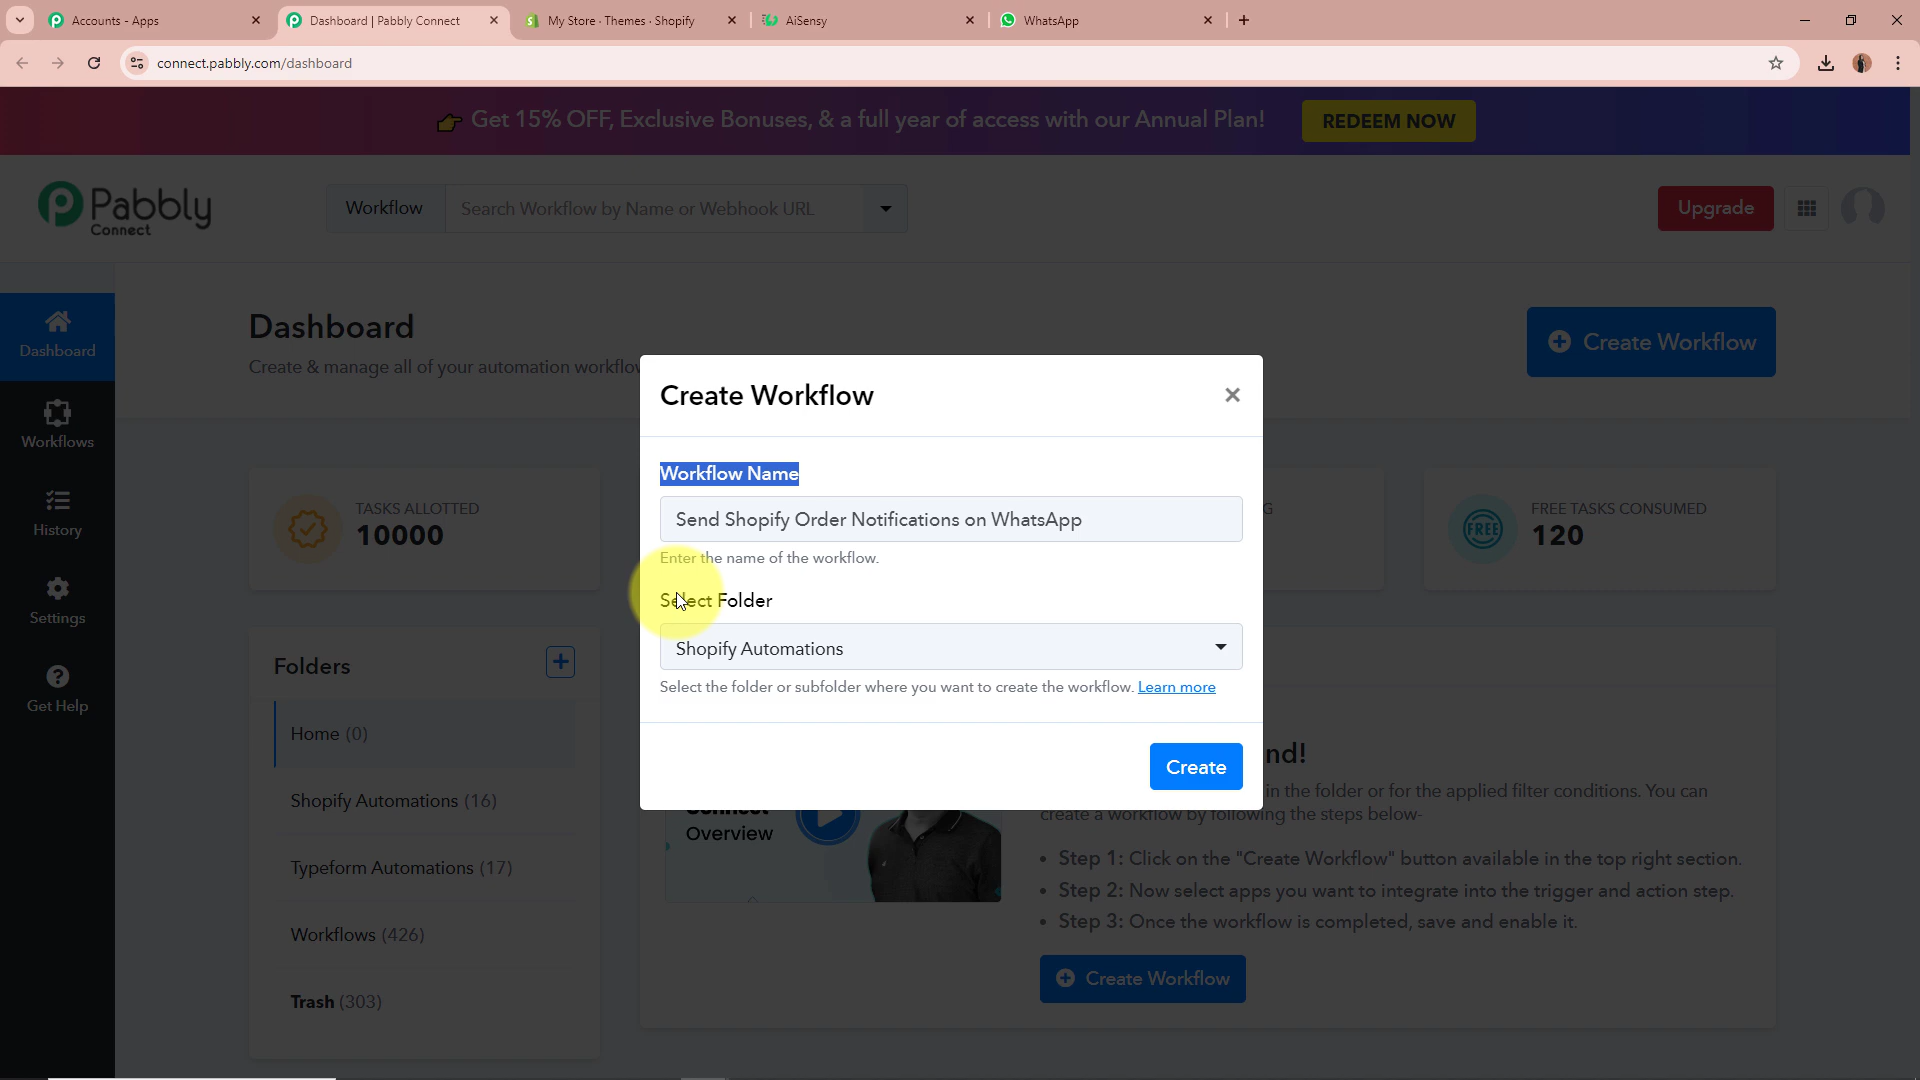 Accounts - Apps
Dashboard | Pabbly Connect
My Store · Themes · Shopify
AiSensy
WhatsApp
connect.pabbly.com/dashboard
Get 15% OFF, Exclusive Bonuses, & a full year of access with our Annual Plan!
REDEEM NOW
Pabbly
Connect
Workflow
Search Workflow by Name or Webhook URL
Upgrade
Dashboard
Workflows
History
Settings
Get Help
Dashboard
Create & manage all of your automation workflow
Create Workflow
TASKS ALLOTTED
10000
G
FREE TASKS CONSUMED
FREE
120
Create Workflow
Workflow Name
Send Shopify Order Notifications on WhatsApp
Enter the name of the workflow.
Select Folder
Shopify Automations
Select the folder or subfolder where you want to create the workflow. Learn more
Create
Folders
Home (0)
Shopify Automations (16)
Typeform Automations (17)
Workflows (426)
Trash (303)
Connect
Overview
nd!
in the folder or for the applied filter conditions. You can
create a workflow by following the steps below-
• Step 1: Click on the "Create Workflow" button available in the top right section.
• Step 2: Now select apps you want to integrate into the trigger and action step.
• Step 3: Once the workflow is completed, save and enable it.
Create Workflow